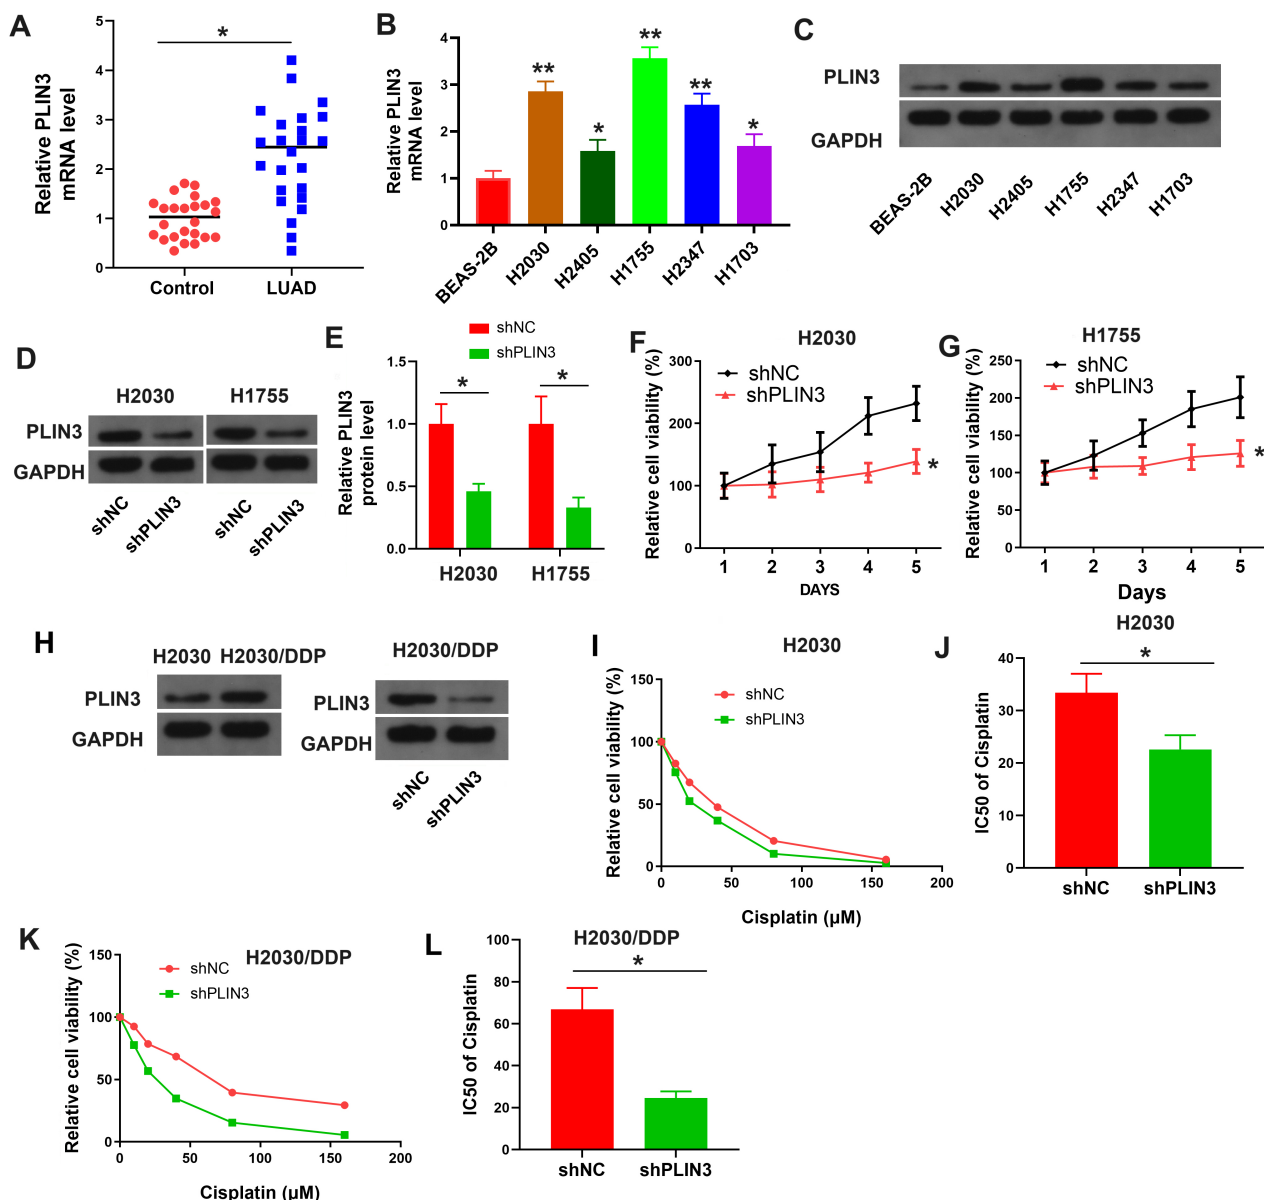 A
Relative PLIN3
mRNA level
5
4
3
2
1
0
*
Control
LUAD
B
Relative PLIN3
mRNA level
4
3
2
1
0
**
*
**
**
*
BEAS-2B
H2030
H2405
H1755
H2347
H1703
C
PLIN3
GAPDH
BEAS-2B
H2030
H2405
H1755
H2347
H1703
D
H2030
H1755
PLIN3
GAPDH
shNC
shPLIN3
shNC
shPLIN3
E
shNC
shPLIN3
Relative PLIN3
protein level
1.5
1.0
0.5
0.0
*
*
H2030
H1755
F
H2030
Relative cell viability (%)
300
200
100
0
shNC
shPLIN3
*
1 2 3 4 5
DAYS
G
H1755
Relative cell viability (%)
250
200
150
100
50
0
shNC
shPLIN3
*
1 2 3 4 5
Days
H
H2030 H2030/DDP
PLIN3
GAPDH
H2030/DDP
PLIN3
GAPDH
shNC
shPLIN3
I
H2030
Relative cell viability (%)
150
100
50
0
shNC
shPLIN3
0 50 100 150 200
Cisplatin (µM)
J
H2030
IC50 of Cisplatin
40
30
20
10
0
*
shNC
shPLIN3
K
H2030/DDP
Relative cell viability (%)
150
100
50
0
shNC
shPLIN3
0 50 100 150 200
Cisplatin (µM)
L
H2030/DDP
IC50 of Cisplatin
100
80
60
40
20
0
*
shNC
shPLIN3